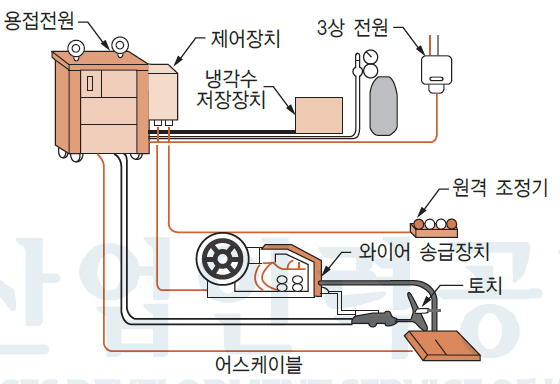 용접전원
제어장치
3상 전원
냉각수
저장장치
원격 조정기
와이어 송급장치
토치
어스케이블